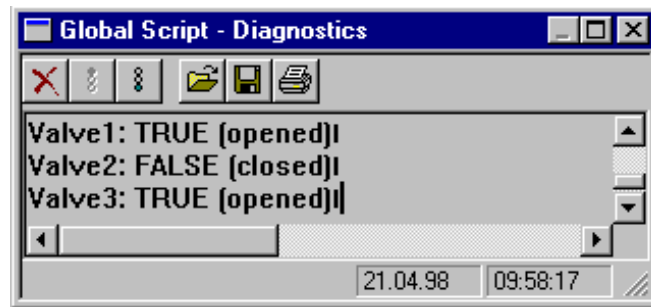 Global Script - Diagnostics
Valve1: TRUE (opened)
Valve2: FALSE (closed)
Valve3: TRUE (opened)
21.04.98 09:58:17